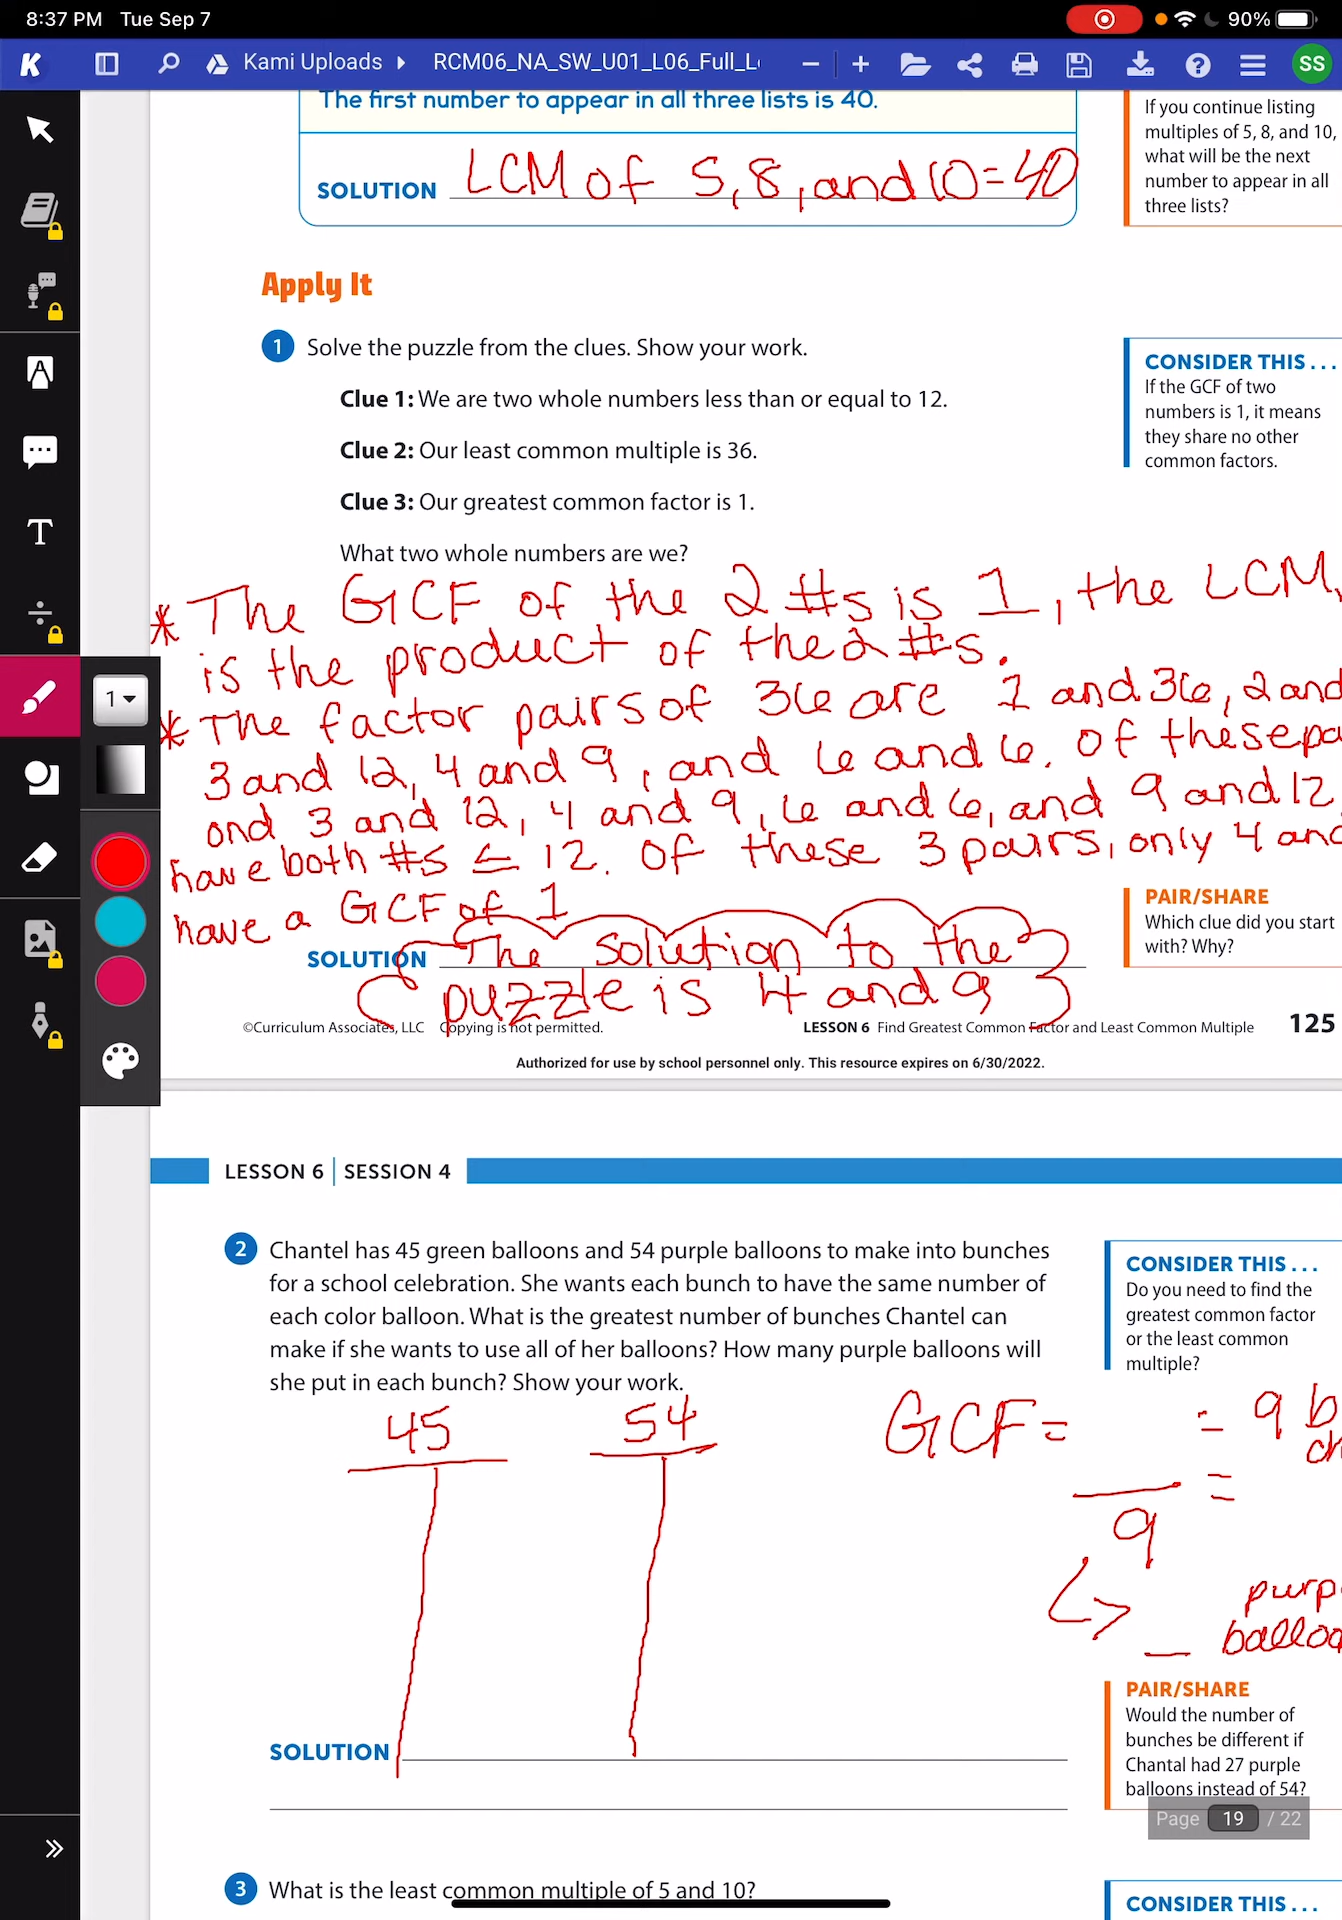 8:37 PM Tue Sep 7
90%
K
Kami Uploads
RCM06_NA_SW_U01_L06_Full_L
SS
The first number to appear in all three lists is 40.
SOLUTION LCM of 5,8,and 10=40
If you continue listing
multiples of 5, 8, and 10,
what will be the next
number to appear in all
three lists?
Apply It
1 Solve the puzzle from the clues. Show your work.
Clue 1: We are two whole numbers less than or equal to 12.
Clue 2: Our least common multiple is 36.
Clue 3: Our greatest common factor is 1.
What two whole numbers are we?
CONSIDER THIS . . .
If the GCF of two
numbers is 1, it means
they share no other
common factors.
* The GCF of the 2 #s is 1, the LCM
is the product of the 2 #s.
* The factor pairs of 36 are 1 and 36, 2 and
3 and 12, 4 and 9, and 6 and 6. of these pa
and 3 and 12, 4 and 9, 6 and 6, and 9 and 12
have both #s ≤ 12. Of these 3 pairs, only 4 and
have a GCF of 1
SOLUTION The solution to the
puzzle is 4 and 9
PAIR/SHARE
Which clue did you start
with? Why?
©Curriculum Associates, LLC Copying is not permitted.
LESSON 6 Find Greatest Common Factor and Least Common Multiple 125
Authorized for use by school personnel only. This resource expires on 6/30/2022.
LESSON 6 | SESSION 4
2 Chantel has 45 green balloons and 54 purple balloons to make into bunches
for a school celebration. She wants each bunch to have the same number of
each color balloon. What is the greatest number of bunches Chantel can
make if she wants to use all of her balloons? How many purple balloons will
she put in each bunch? Show your work.
CONSIDER THIS . . .
Do you need to find the
greatest common factor
or the least common
multiple?
45 54 GCF= = 9 b
ch
=
9
purp
balloo
PAIR/SHARE
Would the number of
bunches be different if
Chantal had 27 purple
balloons instead of 54?
SOLUTION
Page 19 / 22
3 What is the least common multiple of 5 and 10?
CONSIDER THIS . . .
1
T
A